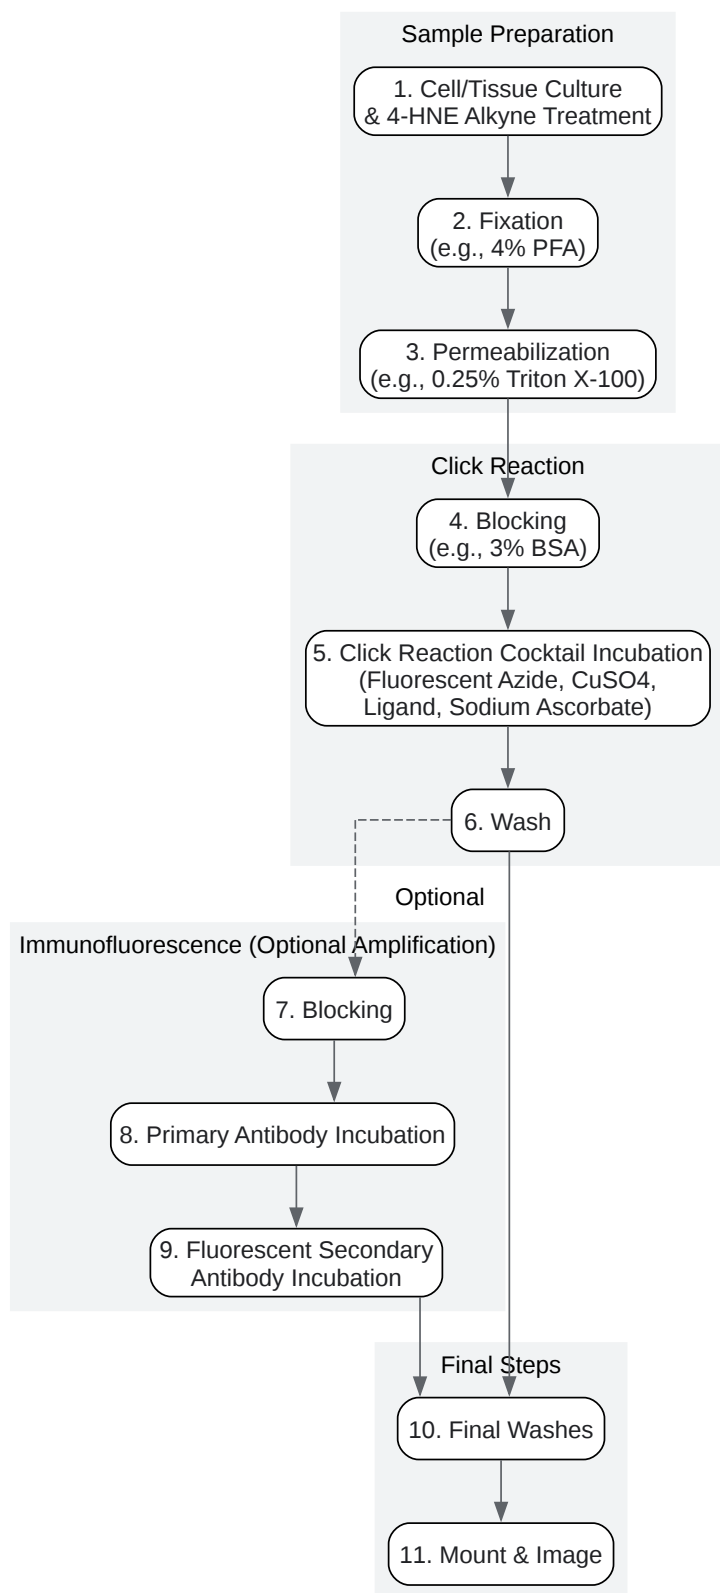 Sample Preparation
1. Cell/Tissue Culture
& 4-HNE Alkyne Treatment
2. Fixation
(e.g., 4% PFA)
3. Permeabilization
(e.g., 0.25% Triton X-100)
Click Reaction
4. Blocking
(e.g., 3% BSA)
5. Click Reaction Cocktail Incubation
(Fluorescent Azide, CuSO4,
Ligand, Sodium Ascorbate)
6. Wash
Optional
Immunofluorescence (Optional Amplification)
7. Blocking
8. Primary Antibody Incubation
9. Fluorescent Secondary
Antibody Incubation
Final Steps
10. Final Washes
11. Mount & Image